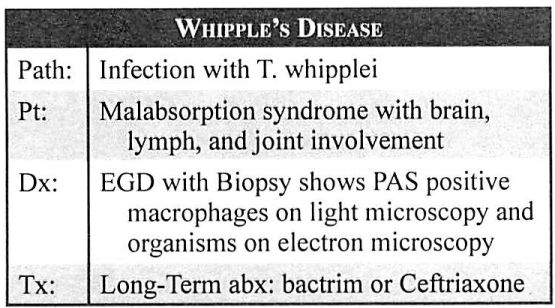 WHIPPLE'S DISEASE
Path: Infection with T. whipplei
Pt: Malabsorption syndrome with brain,
lymph, and joint involvement
Dx: EGD with Biopsy shows PAS positive
macrophages on light microscopy and
organisms on electron microscopy
Tx: Long-Term abx: bactrim or Ceftriaxone